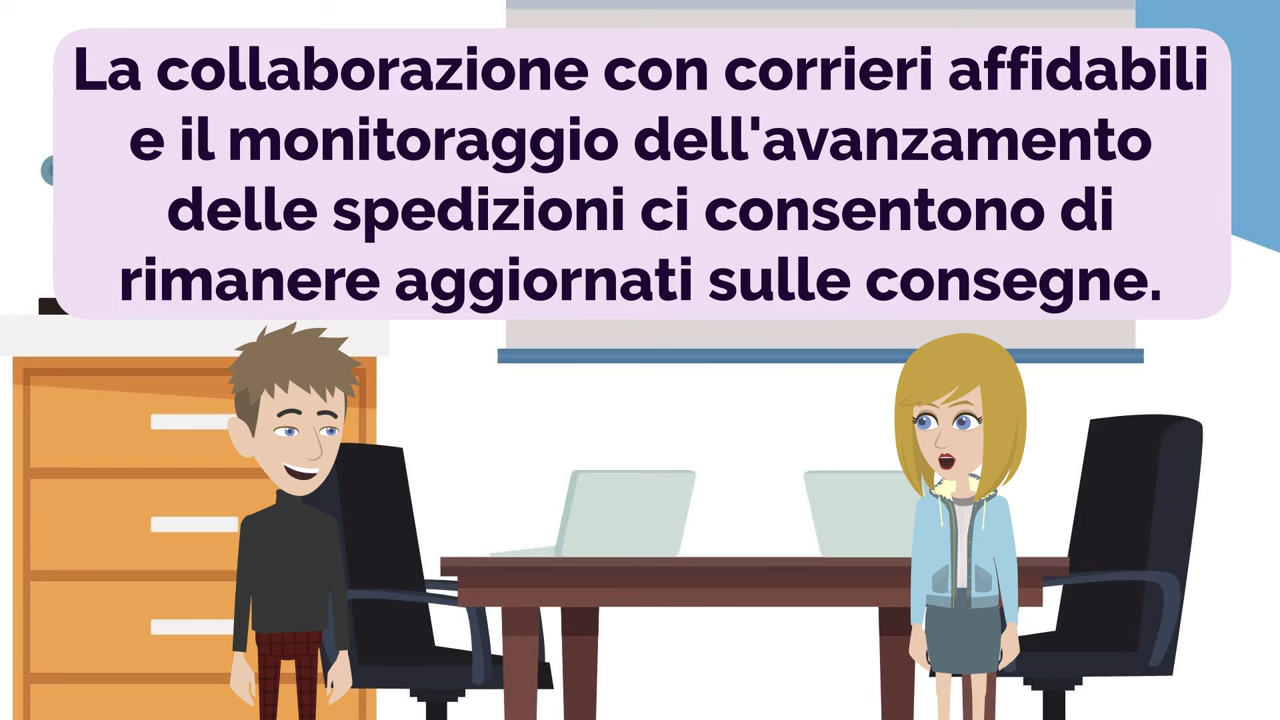 La collaborazione con corrieri affidabili
e il monitoraggio dell'avanzamento
delle spedizioni ci consentono di
rimanere aggiornati sulle consegne.